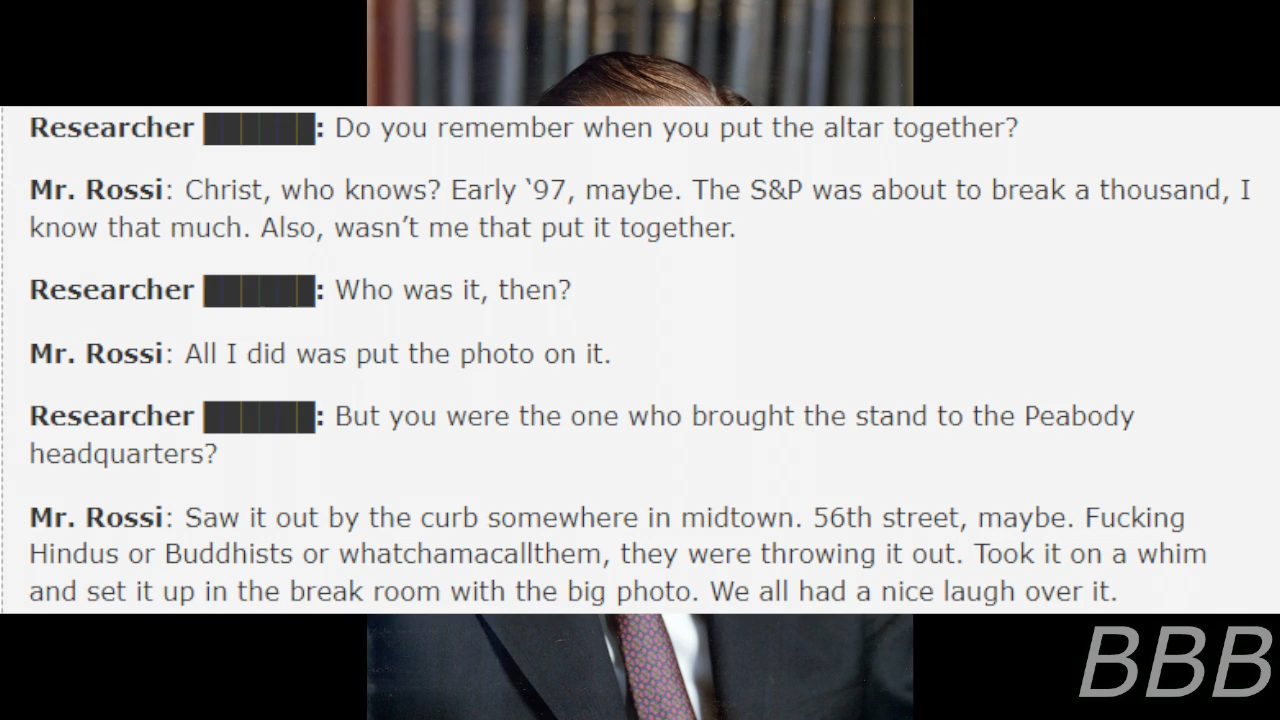 Researcher ██████: Do you remember when you put the altar together?
Mr. Rossi: Christ, who knows? Early ‘97, maybe. The S&P was about to break a thousand, I
know that much. Also, wasn’t me that put it together.
Researcher ██████: Who was it, then?
Mr. Rossi: All I did was put the photo on it.
Researcher ██████: But you were the one who brought the stand to the Peabody
headquarters?
Mr. Rossi: Saw it out by the curb somewhere in midtown. 56th street, maybe. Fucking
Hindus or Buddhists or whatchamacallthem, they were throwing it out. Took it on a whim
and set it up in the break room with the big photo. We all had a nice laugh over it.
BBB